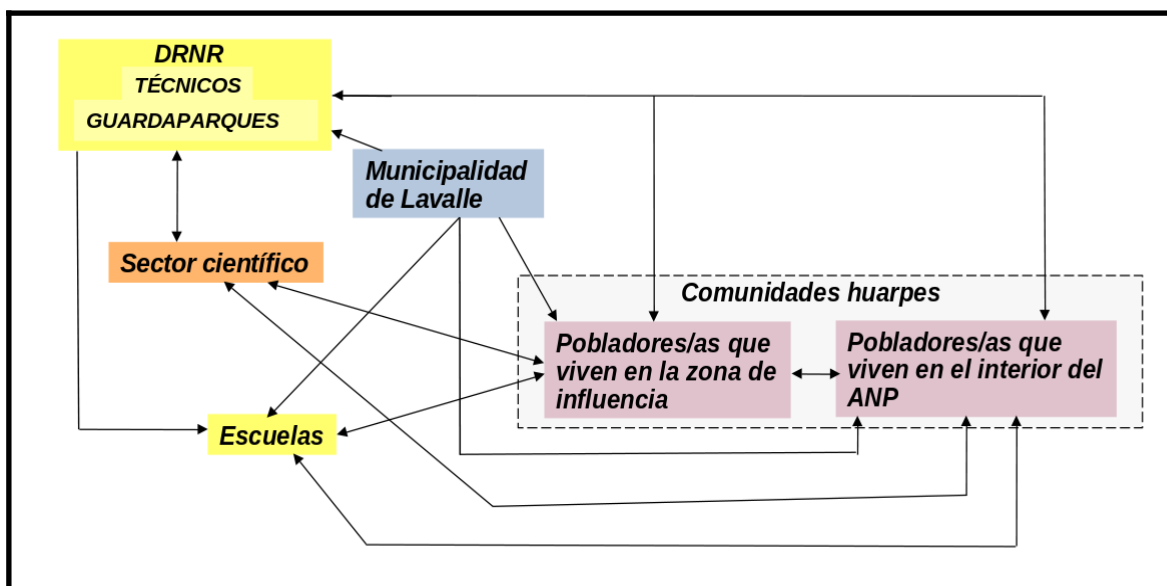 DRNR
TÉCNICOS
GUARDAPARQUES
Municipalidad
de Lavalle
Sector científico
Comunidades huarpes
Pobladores/as que
viven en la zona de
influencia
Pobladores/as que
viven en el interior del
ANP
Escuelas